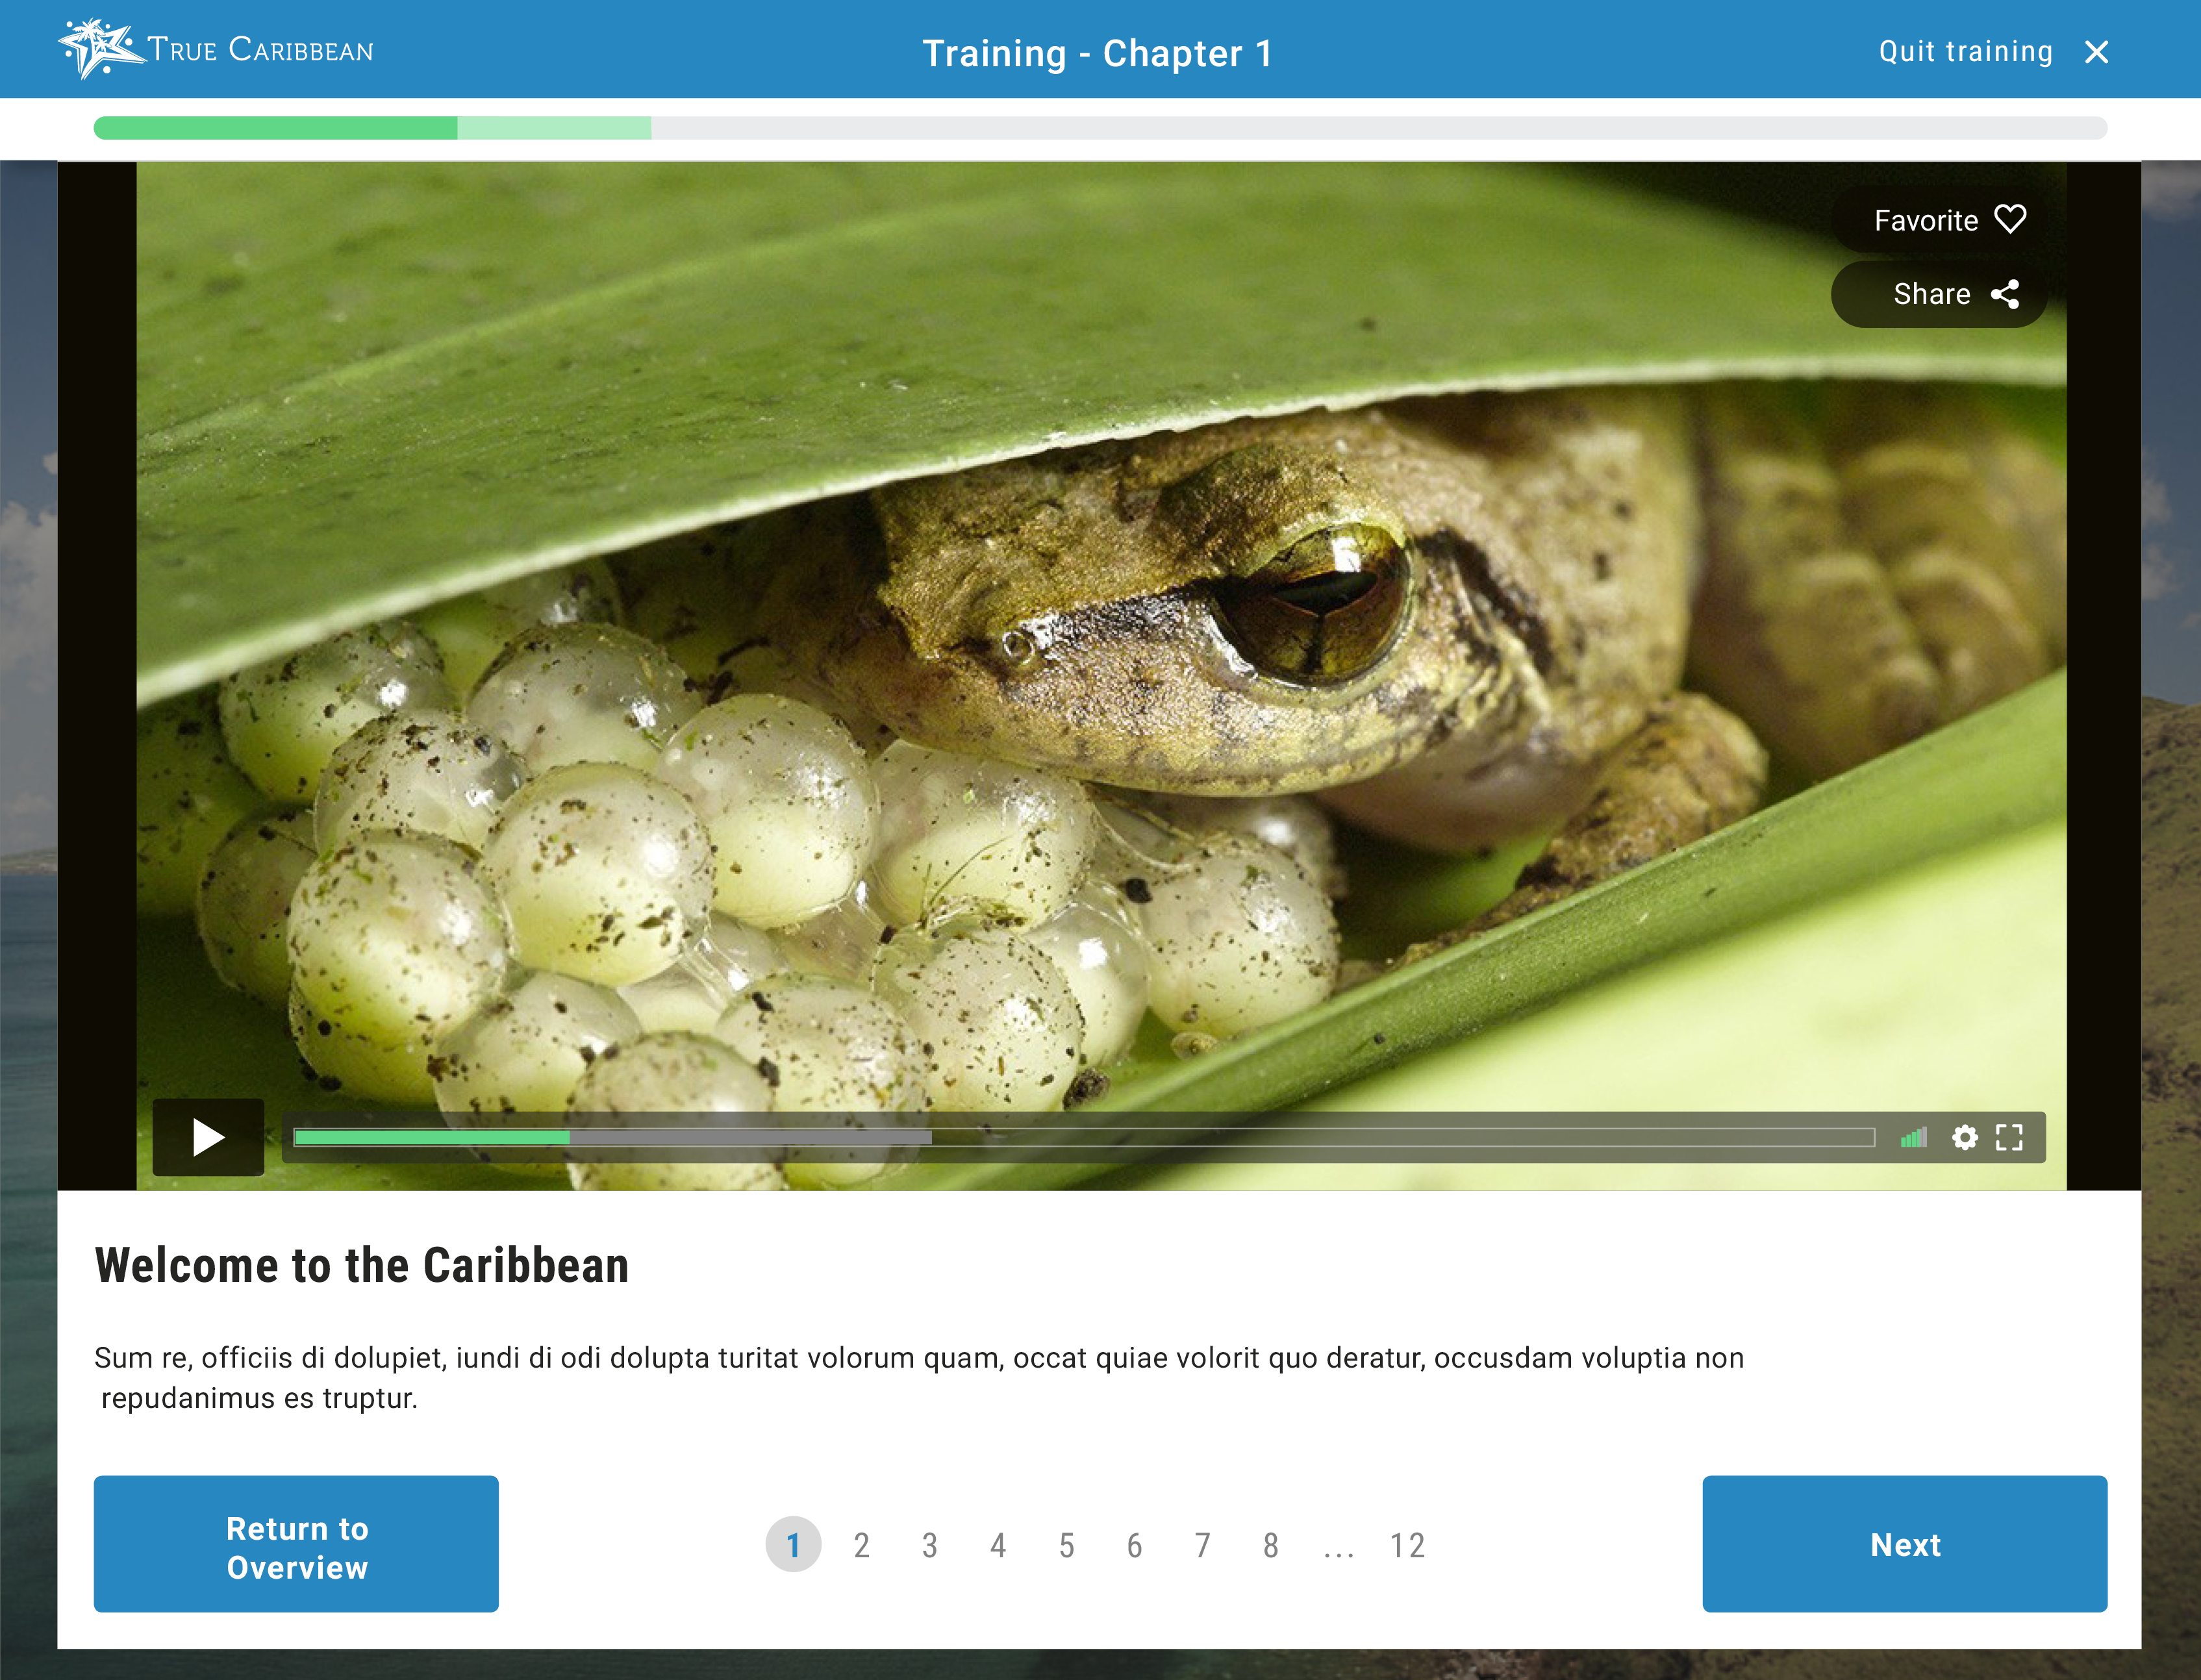 TRUE CARIBBEAN
Training - Chapter 1
Quit training
Favorite
Share
Welcome to the Caribbean
Sum re, officiis di dolupiet, iundi di odi dolupta turitat volorum quam, occat quiae volorit quo deratur, occusdam voluptia non
repudanimus es truptur.
Return to
Overview
1 2 3 4 5 6 7 8 ... 12
Next